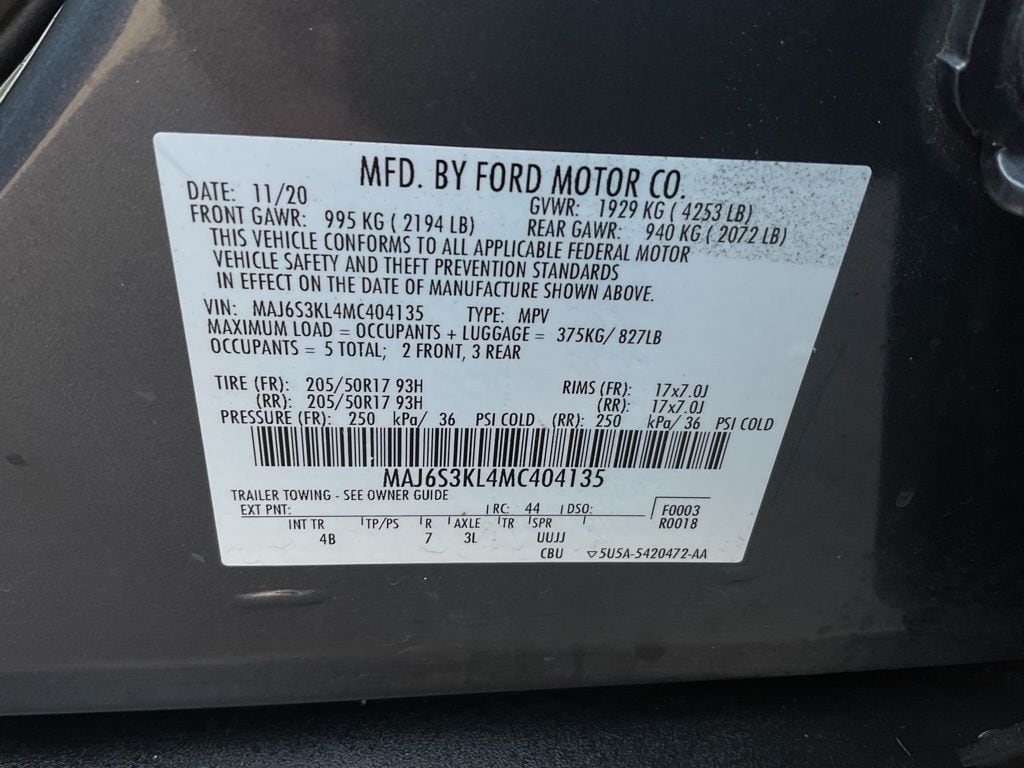 MFD. BY FORD MOTOR CO.
DATE: 11/20 GVWR: 1929 KG ( 4253 LB)
FRONT GAWR: 995 KG ( 2194 LB) REAR GAWR: 940 KG ( 2072 LB)
THIS VEHICLE CONFORMS TO ALL APPLICABLE FEDERAL MOTOR
VEHICLE SAFETY AND THEFT PREVENTION STANDARDS
IN EFFECT ON THE DATE OF MANUFACTURE SHOWN ABOVE.
VIN: MAJ6S3KL4MC404135 TYPE: MPV
MAXIMUM LOAD = OCCUPANTS + LUGGAGE = 375KG/ 827LB
OCCUPANTS = 5 TOTAL; 2 FRONT, 3 REAR
TIRE (FR): 205/50R17 93H RIMS (FR): 17x7.0J
(RR): 205/50R17 93H (RR): 17x7.0J
PRESSURE (FR): 250 kPa/ 36 PSI COLD (RR): 250 kPa/ 36 PSI COLD
MAJ6S3KL4MC404135
TRAILER TOWING - SEE OWNER GUIDE
EXT PNT: RC: 44 DSO: F0003
INT TR TP/PS R AXLE TR SPR R0018
4B 7 3L UUJJ
CBU ▽5U5A-5420472-AA